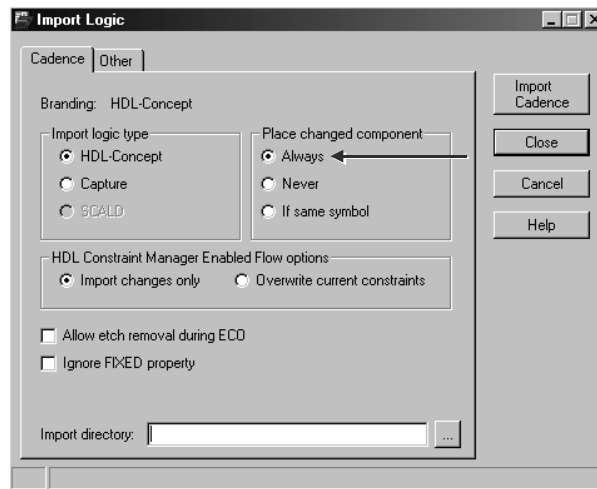 Import Logic
Cadence Other
Branding: HDL-Concept
Import logic type
HDL-Concept
Capture
SCALD
Place changed component
Always
Never
If same symbol
HDL Constraint Manager Enabled Flow options
Import changes only Overwrite current constraints
Allow etch removal during ECO
Ignore FIXED property
Import directory: ...
Import
Cadence
Close
Cancel
Help